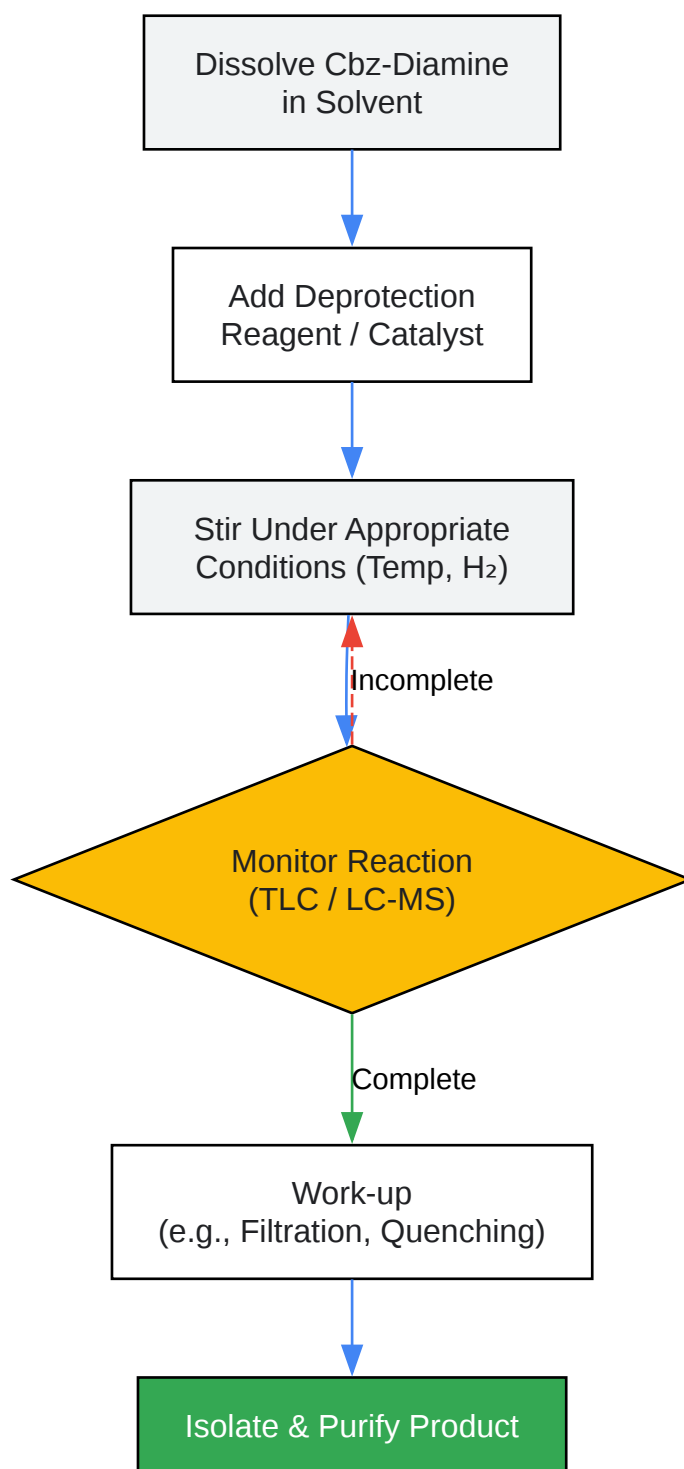 Dissolve Cbz-Diamine
in Solvent
Add Deprotection
Reagent / Catalyst
Stir Under Appropriate
Conditions (Temp, H₂)
Incomplete
Monitor Reaction
(TLC / LC-MS)
Complete
Work-up
(e.g., Filtration, Quenching)
Isolate & Purify Product